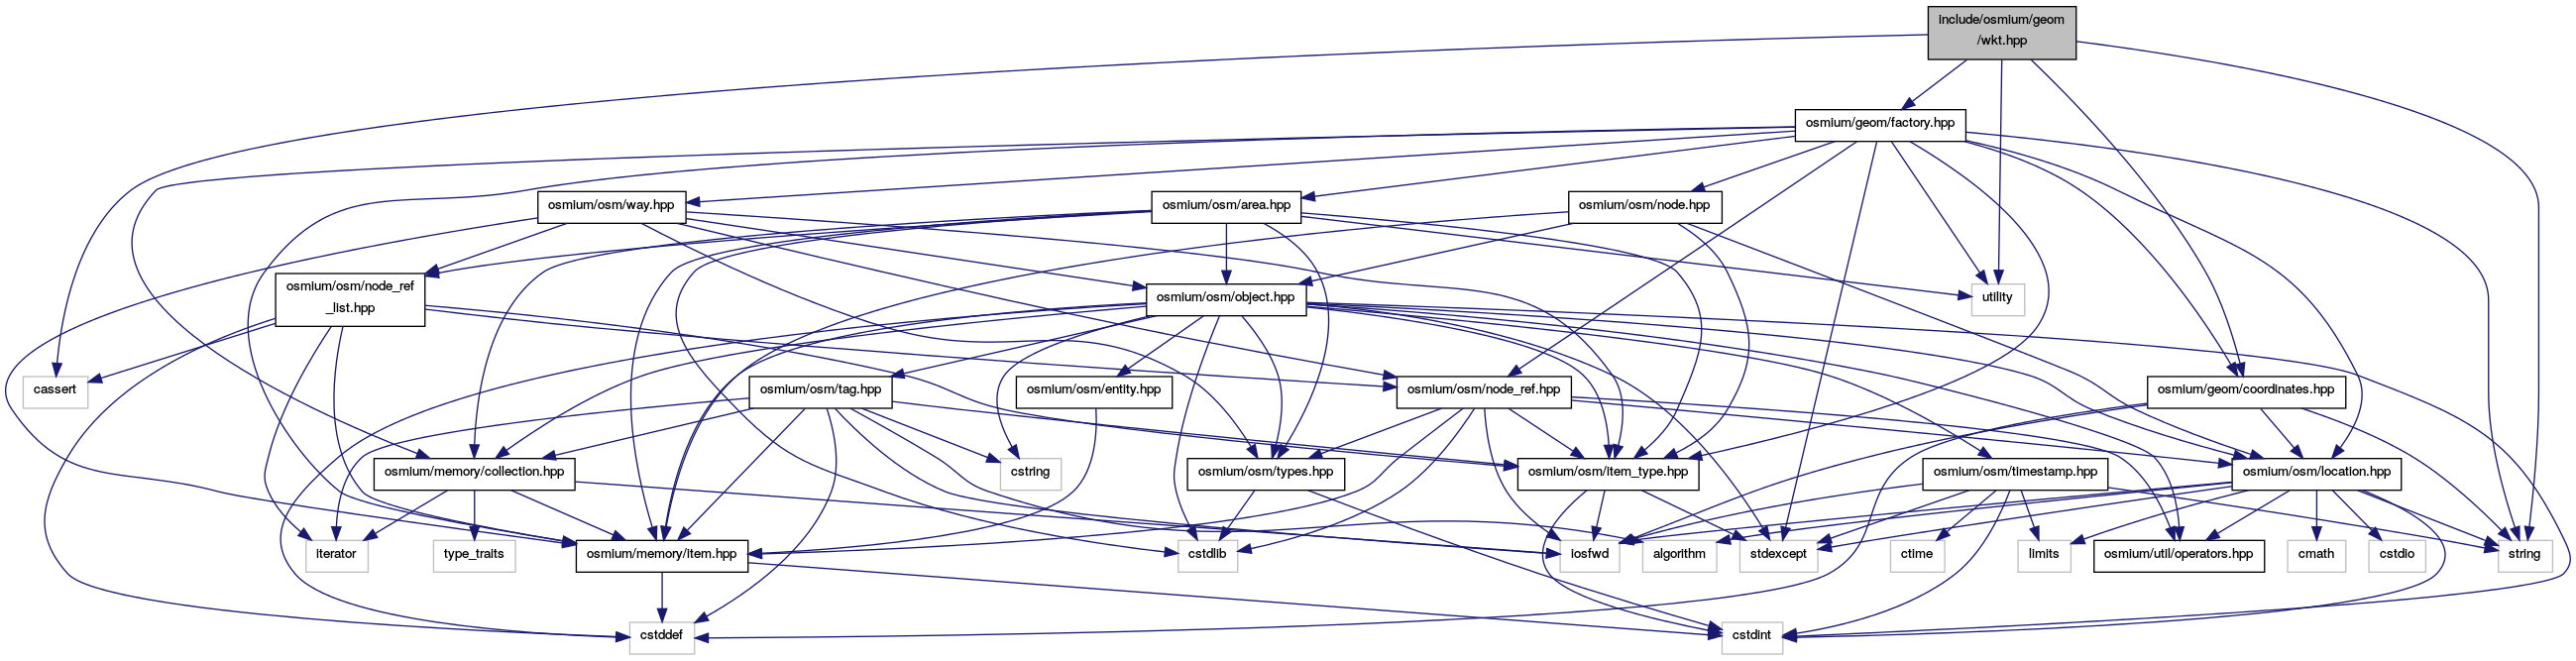 include/osmium/geom
/wkt.hpp
osmium/geom/factory.hpp
osmium/osm/way.hpp
osmium/osm/area.hpp
osmium/osm/node.hpp
osmium/osm/node_ref
_list.hpp
osmium/osm/object.hpp
utility
cassert
osmium/osm/tag.hpp
osmium/osm/entity.hpp
osmium/osm/node_ref.hpp
osmium/geom/coordinates.hpp
osmium/memory/collection.hpp
cstring
osmium/osm/types.hpp
osmium/osm/item_type.hpp
osmium/osm/timestamp.hpp
osmium/osm/location.hpp
iterator
type_traits
osmium/memory/item.hpp
cstdlib
iosfwd
algorithm
stdexcept
ctime
limits
osmium/util/operators.hpp
cmath
cstdio
string
cstddef
cstdint